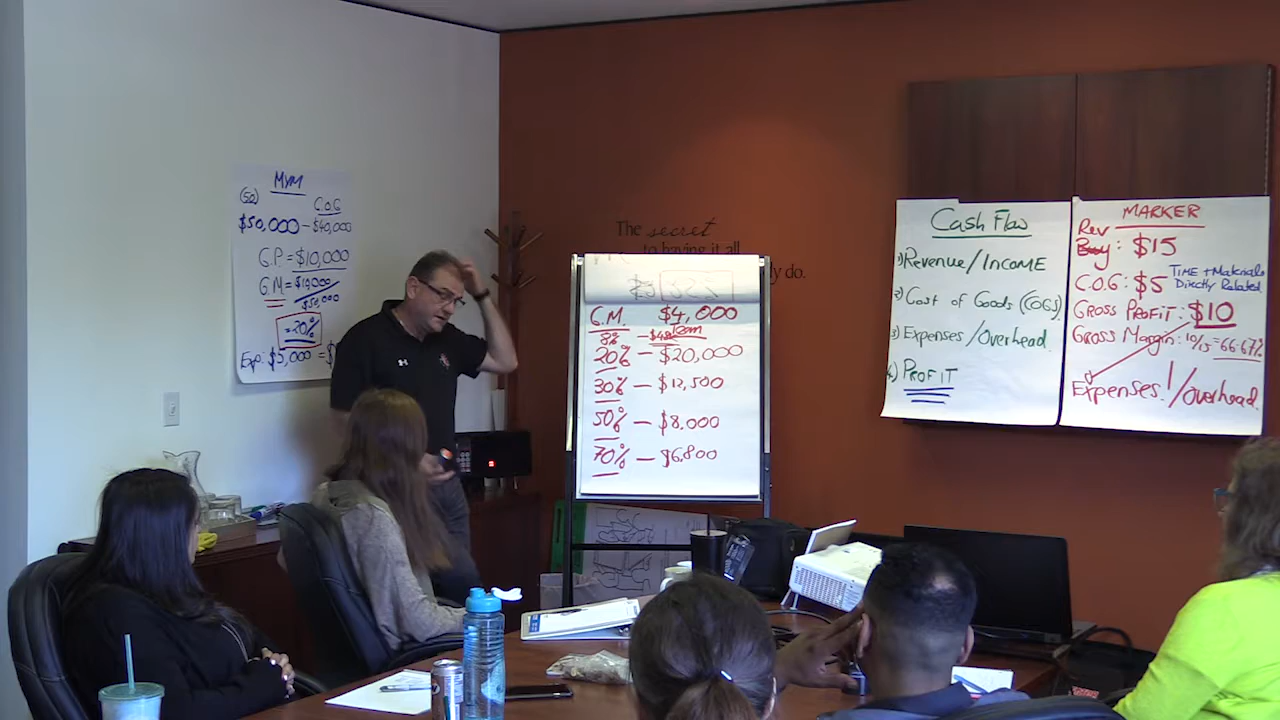 MYM
(SQ)
C.O.G
$50,000 - $40,000
G.P = $10,000
G.M = $10,000
$50,000
= 20%
Exp: $5,000 =
The secret
to having it all
ly do.
G.M. $4,000
8%
20% - $20,000
30% - $12,500
50% - $8.000
70% - $6,800
Cash Flow
1) Revenue/INCOME
2) Cost of Goods (COGS)
3) Expenses/Overhead
4) PROFIT
MARKER
Rev
Buy: $15
C.O.G: $5 TIME + Materials
Directly Related
GROSS PROFIT: $10
Gross Margin: 10/15 = 66.67%
Expenses!/Overhead